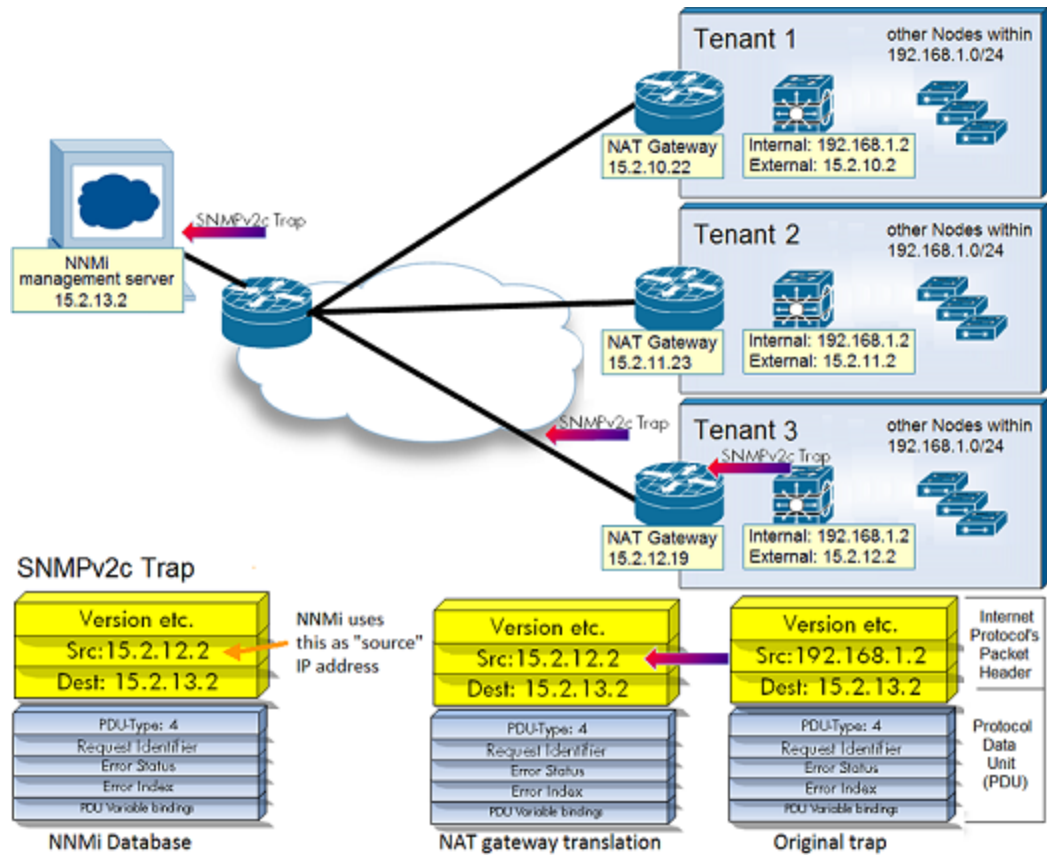 Tenant 1
other Nodes within
192.168.1.0/24
NAT Gateway
15.2.10.22
Internal: 192.168.1.2
External: 15.2.10.2
SNMPv2c Trap
NNMi
management server
15.2.13.2
Tenant 2
other Nodes within
192.168.1.0/24
NAT Gateway
15.2.11.23
Internal: 192.168.1.2
External: 15.2.11.2
SNMPv2c Trap
Tenant 3
other Nodes within
192.168.1.0/24
SNMPv2c Trap
NAT Gateway
15.2.12.19
Internal: 192.168.1.2
External: 15.2.12.2
SNMPv2c Trap
Version etc.
Src:15.2.12.2
Dest: 15.2.13.2
NNMi uses
this as "source"
IP address
PDU-Type: 4
Request Identifier
Error Status
Error Index
PDU Variable bindings
NNMi Database
Version etc.
Src:15.2.12.2
Dest: 15.2.13.2
PDU-Type: 4
Request Identifier
Error Status
Error Index
PDU Variable bindings
NAT gateway translation
Version etc.
Src:192.168.1.2
Dest: 15.2.13.2
PDU-Type: 4
Request Identifier
Error Status
Error Index
PDU Variable bindings
Original trap
Internet
Protocol's
Packet
Header
Protocol
Data
Unit
(PDU)